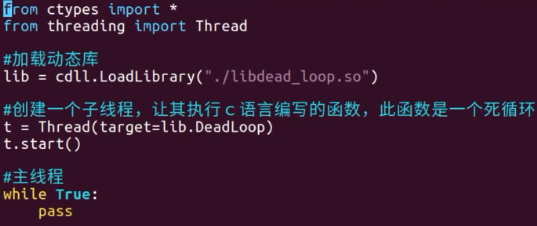 from ctypes import *
from threading import Thread

#加载动态库
lib = cdll.LoadLibrary("./libdead_loop.so")

#创建一个子线程，让其执行c语言编写的函数，此函数是一个死循环
t = Thread(target=lib.DeadLoop)
t.start()

#主线程
while True:
    pass